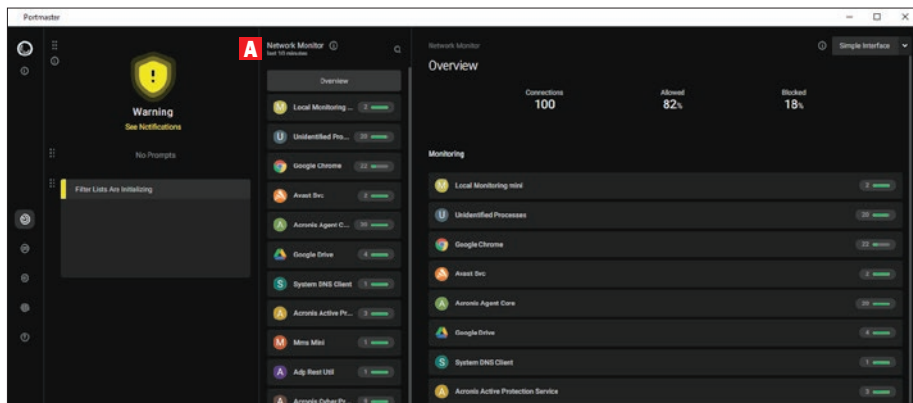 Portmaster
A
Network Monitor
last 10 minutes
Overview
Local Monitoring ... 2
Unidentified Pro... 20
Google Chrome 22
Avast Svc 2
Acronis Agent C...
Google Drive 4
System DNS Client 1
Acronis Active Pr... 3
Mms Mini 1
Adp Rest Util 1
Acronis Cyber Pr...
Warning
See Notifications
No Prompts
Filter Lists Are Initializing
Network Monitor
Simple Interface
Overview
Connections
100
Allowed
82%
Blocked
18%
Monitoring
Local Monitoring mini 2
Unidentified Processes 20
Google Chrome 22
Avast Svc 2
Acronis Agent Core 20
Google Drive 4
System DNS Client 1
Acronis Active Protection Service 3